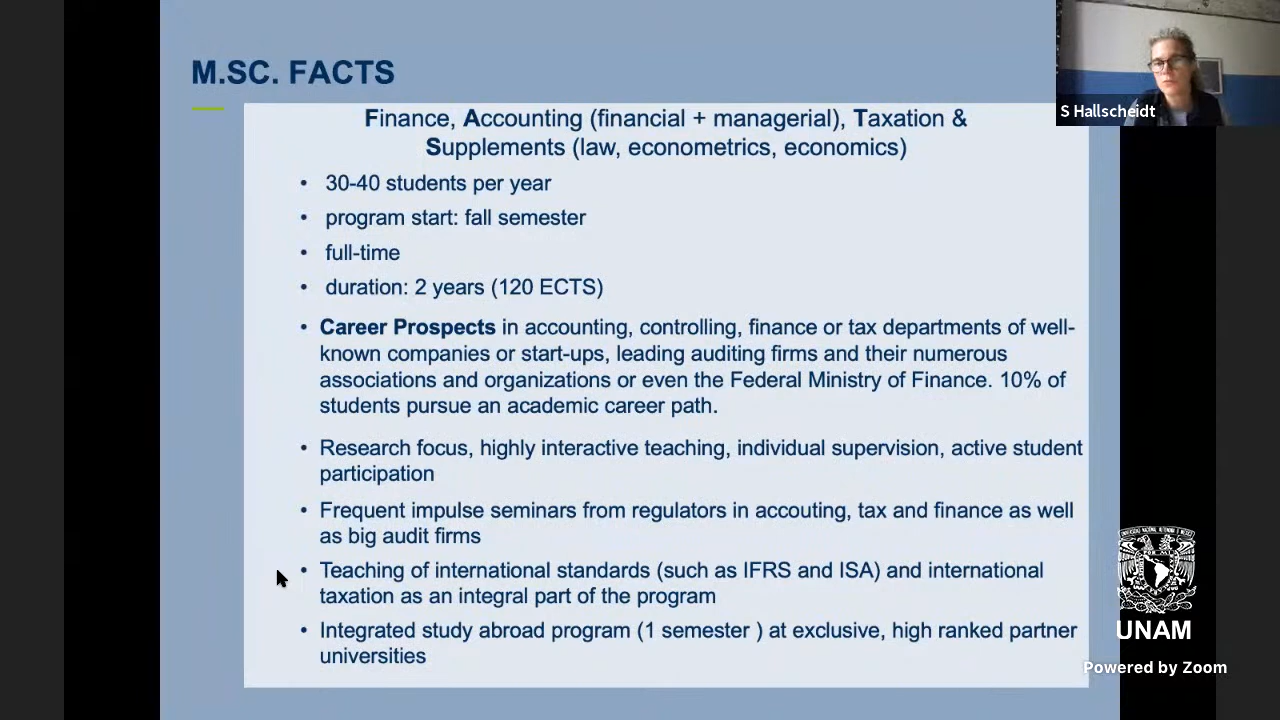 M.SC. FACTS
S Hallscheidt
Finance, Accounting (financial + managerial), Taxation &
Supplements (law, econometrics, economics)
• 30-40 students per year
• program start: fall semester
• full-time
• duration: 2 years (120 ECTS)
• Career Prospects in accounting, controlling, finance or tax departments of well-
known companies or start-ups, leading auditing firms and their numerous
associations and organizations or even the Federal Ministry of Finance. 10% of
students pursue an academic career path.
• Research focus, highly interactive teaching, individual supervision, active student
participation
• Frequent impulse seminars from regulators in accouting, tax and finance as well
as big audit firms
• Teaching of international standards (such as IFRS and ISA) and international
taxation as an integral part of the program
• Integrated study abroad program (1 semester ) at exclusive, high ranked partner
universities
UNAM
Powered by Zoom